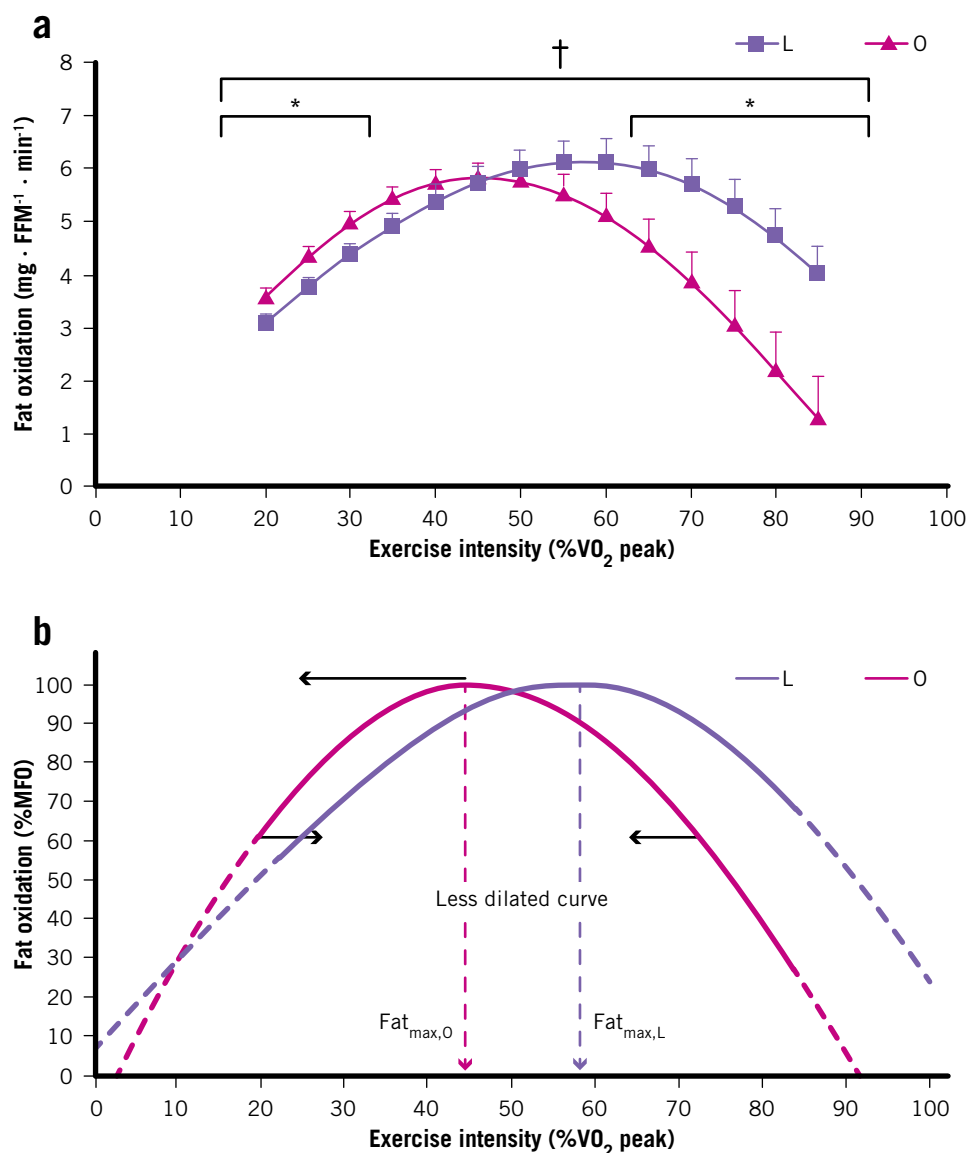 a
L O
†
* *
Fat oxidation (mg · FFM⁻¹ · min⁻¹)
8
7
6
5
4
3
2
1
0
0 10 20 30 40 50 60 70 80 90 100
Exercise intensity (%VO₂ peak)
b
L O
Fat oxidation (%MFO)
100
90
80
70
60
50
40
30
20
10
0
Less dilated curve
Fatmax,O Fatmax,L
0 10 20 30 40 50 60 70 80 90 100
Exercise intensity (%VO₂ peak)